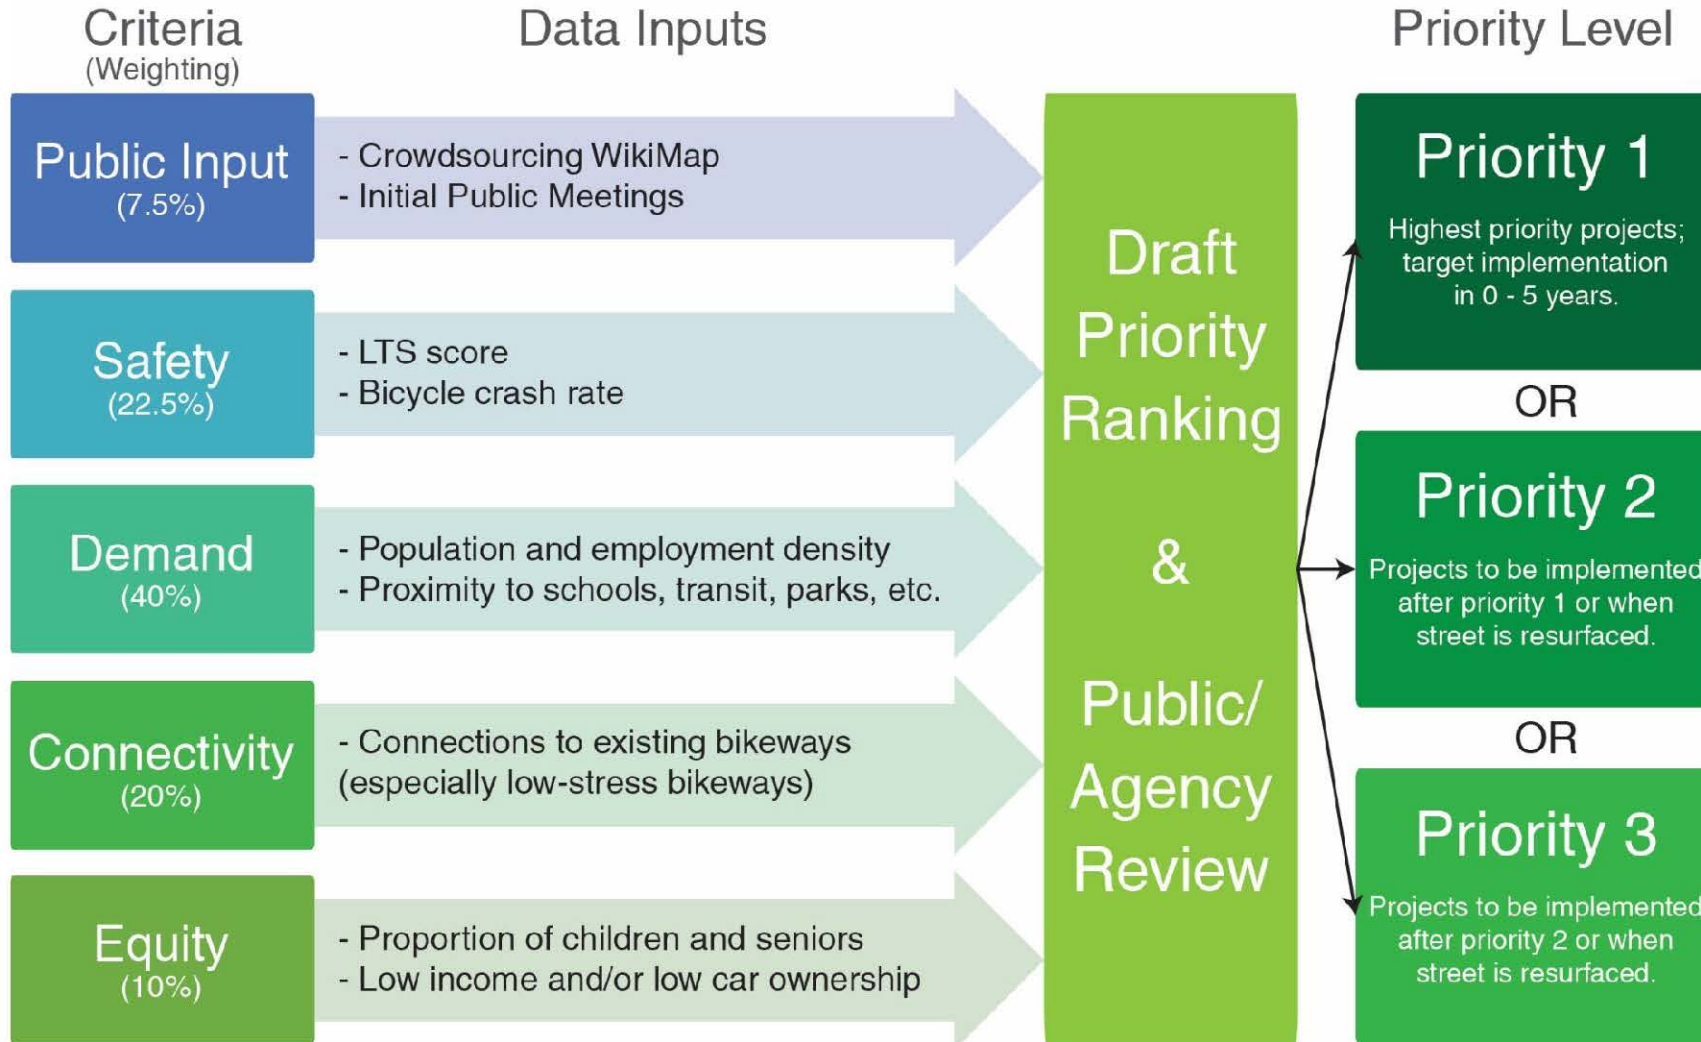 Criteria
(Weighting)
Data Inputs
Priority Level
Public Input
(7.5%)
- Crowdsourcing WikiMap
- Initial Public Meetings
Safety
(22.5%)
- LTS score
- Bicycle crash rate
Demand
(40%)
- Population and employment density
- Proximity to schools, transit, parks, etc.
Connectivity
(20%)
- Connections to existing bikeways
(especially low-stress bikeways)
Equity
(10%)
- Proportion of children and seniors
- Low income and/or low car ownership
Draft
Priority
Ranking
&
Public/
Agency
Review
Priority 1
Highest priority projects;
target implementation
in 0 - 5 years.
OR
Priority 2
Projects to be implemented
after priority 1 or when
street is resurfaced.
OR
Priority 3
Projects to be implemented
after priority 2 or when
street is resurfaced.